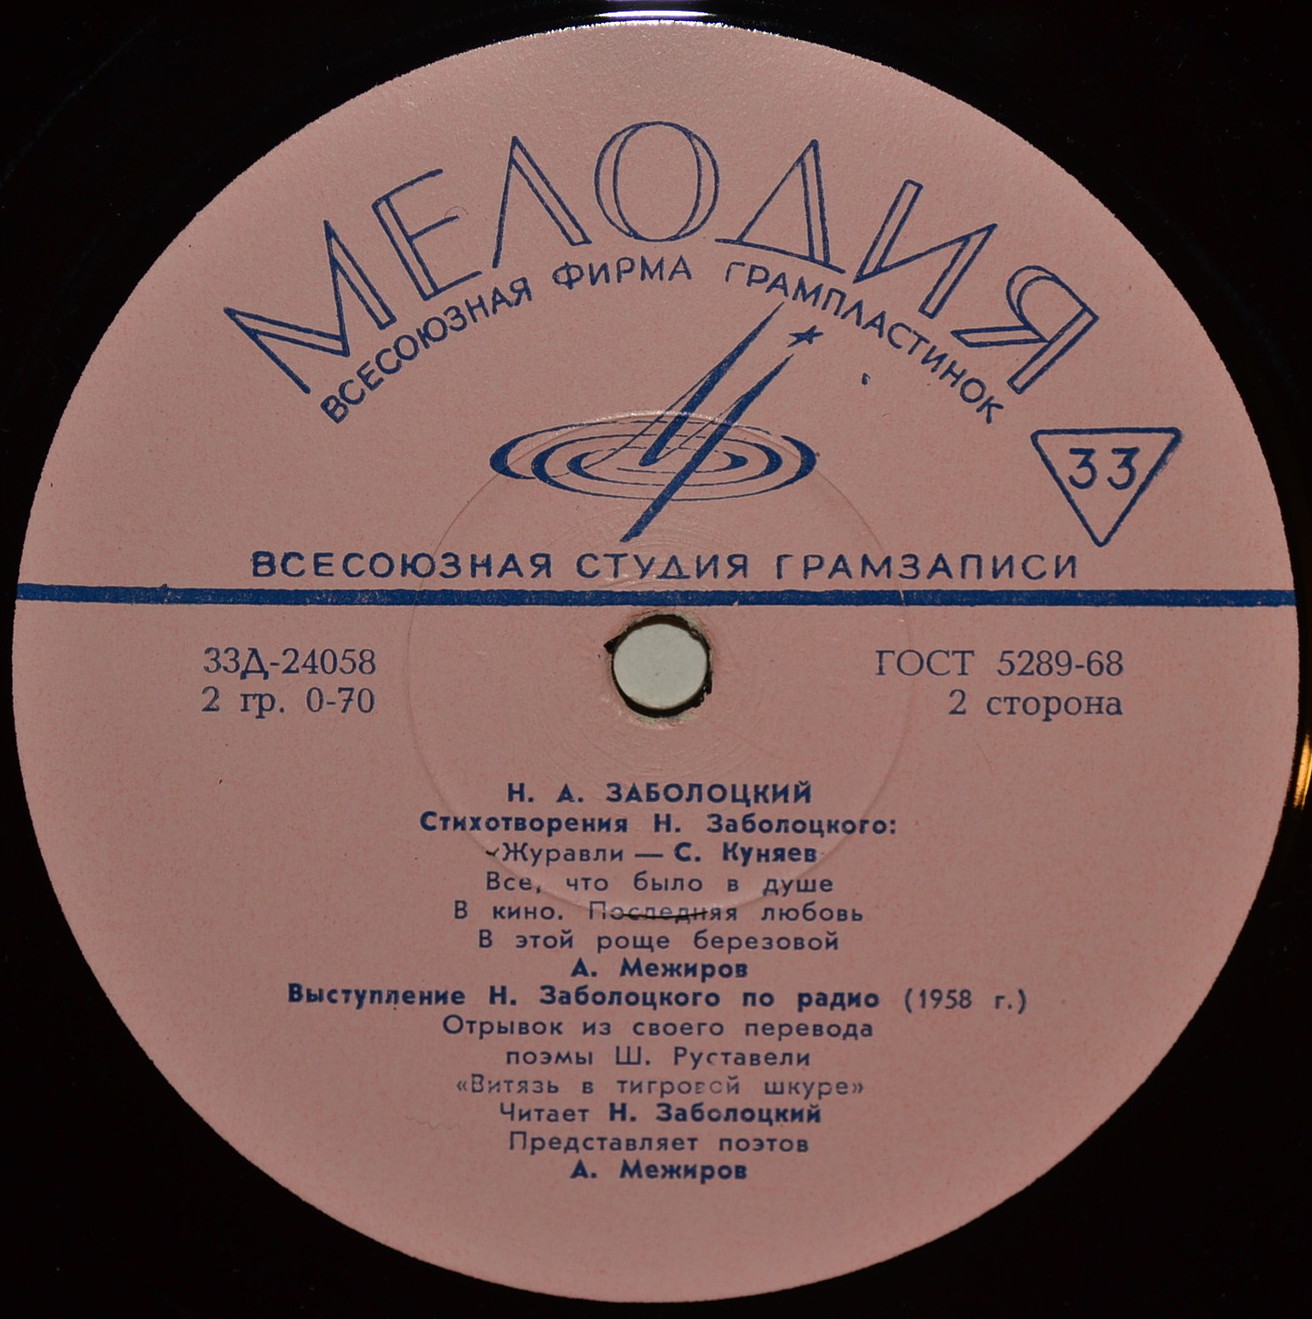 МЕЛОДИЯ
ВСЕСОЮЗНАЯ ФИРМА ГРАМПЛАСТИНОК
33
ВСЕСОЮЗНАЯ СТУДИЯ ГРАМЗАПИСИ
33Д-24058
2 гр. 0-70
ГОСТ 5289-68
2 сторона
Н. А. ЗАБОЛОЦКИЙ
Стихотворения Н. Заболоцкого:
Журавли — С. Куняев
Все, что было в душе
В кино. Последняя любовь
В этой роще березовой
А. Межиров
Выступление Н. Заболоцкого по радио (1958 г.)
Отрывок из своего перевода
поэмы Ш. Руставели
«Витязь в тигровой шкуре»
Читает Н. Заболоцкий
Представляет поэтов
А. Межиров